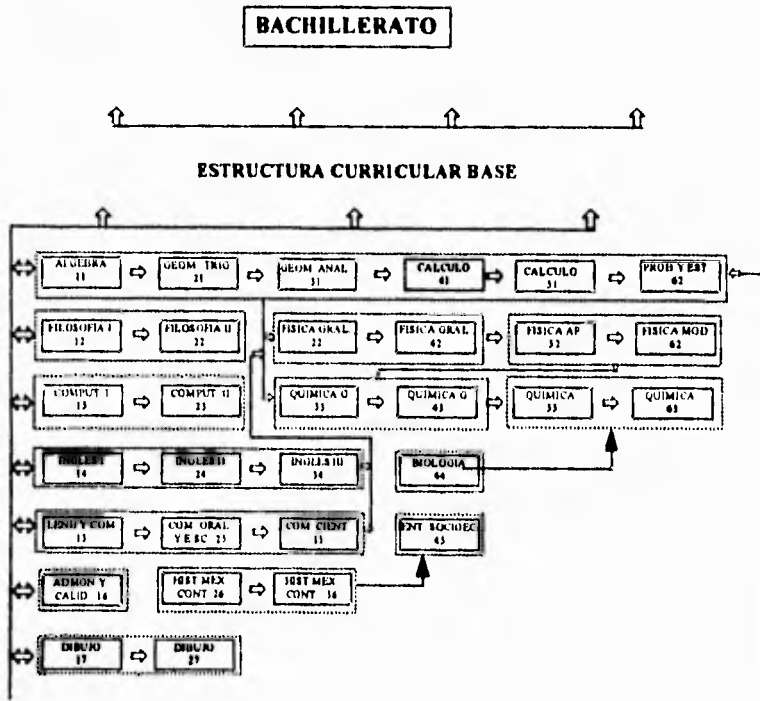 BACHILLERATO
ESTRUCTURA CURRICULAR BASE
ALGEBRA
11
GEOM TRIG
21
GEOM ANAL
31
CALCULO
41
CALCULO
51
PROB Y EST
62
FILOSOFIA I
12
FILOSOFIA II
22
FISICA GRAL
FISICA GRAL
42
FISICA AP
52
FISICA MOD
62
COMPUT I
13
COMPUT II
23
QUIMICA G
33
QUIMICA G
43
QUIMICA
53
QUIMICA
63
INGLES I
14
INGLES II
24
INGLES III
34
BIOLOGIA
64
LENG Y COM
COM ORAL
Y ESC 25
COM CIENT
ENT SOCIOEC
45
ADMON Y
CALID 16
HIST MEX
CONT 26
HIST MEX
CONT 36
DIBUJO
17
DIBUJO
27